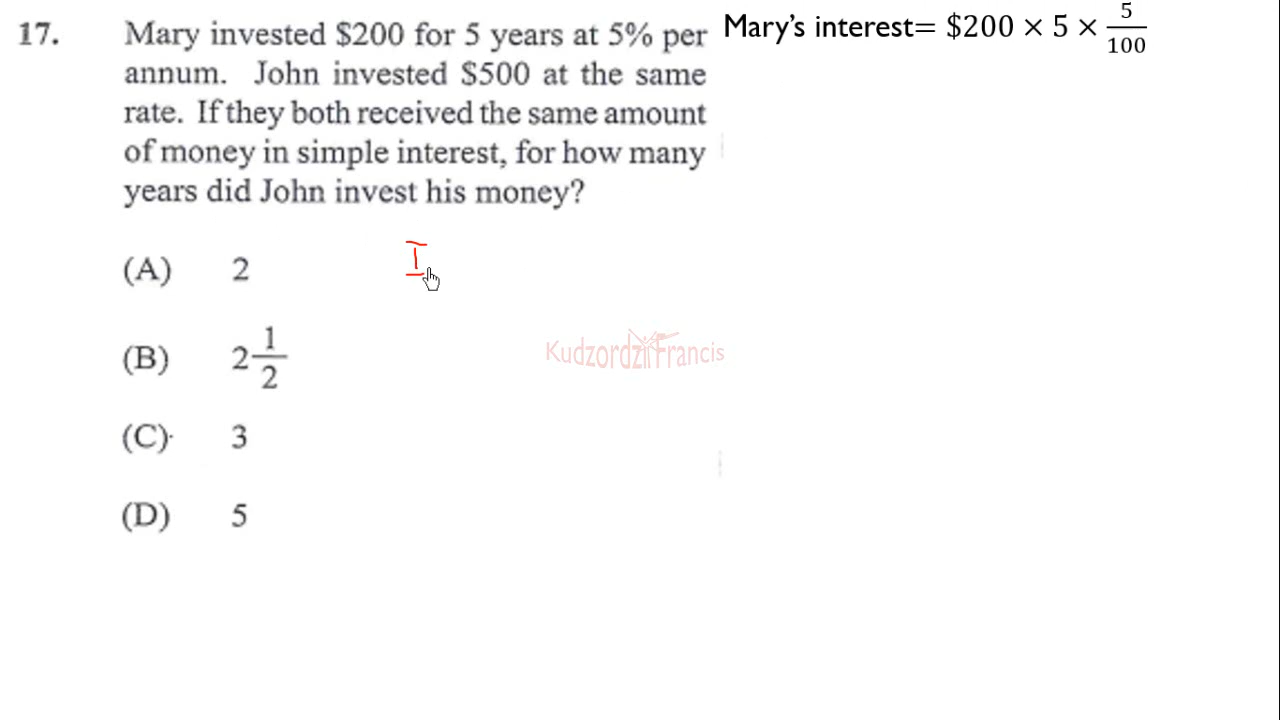 17. Mary invested $200 for 5 years at 5% per
annum. John invested $500 at the same
rate. If they both received the same amount
of money in simple interest, for how many
years did John invest his money?
(A) 2
(B) 2 1/2
(C) 3
(D) 5
Mary's interest= $200 × 5 × 5/100
I
Kudzordzi Francis